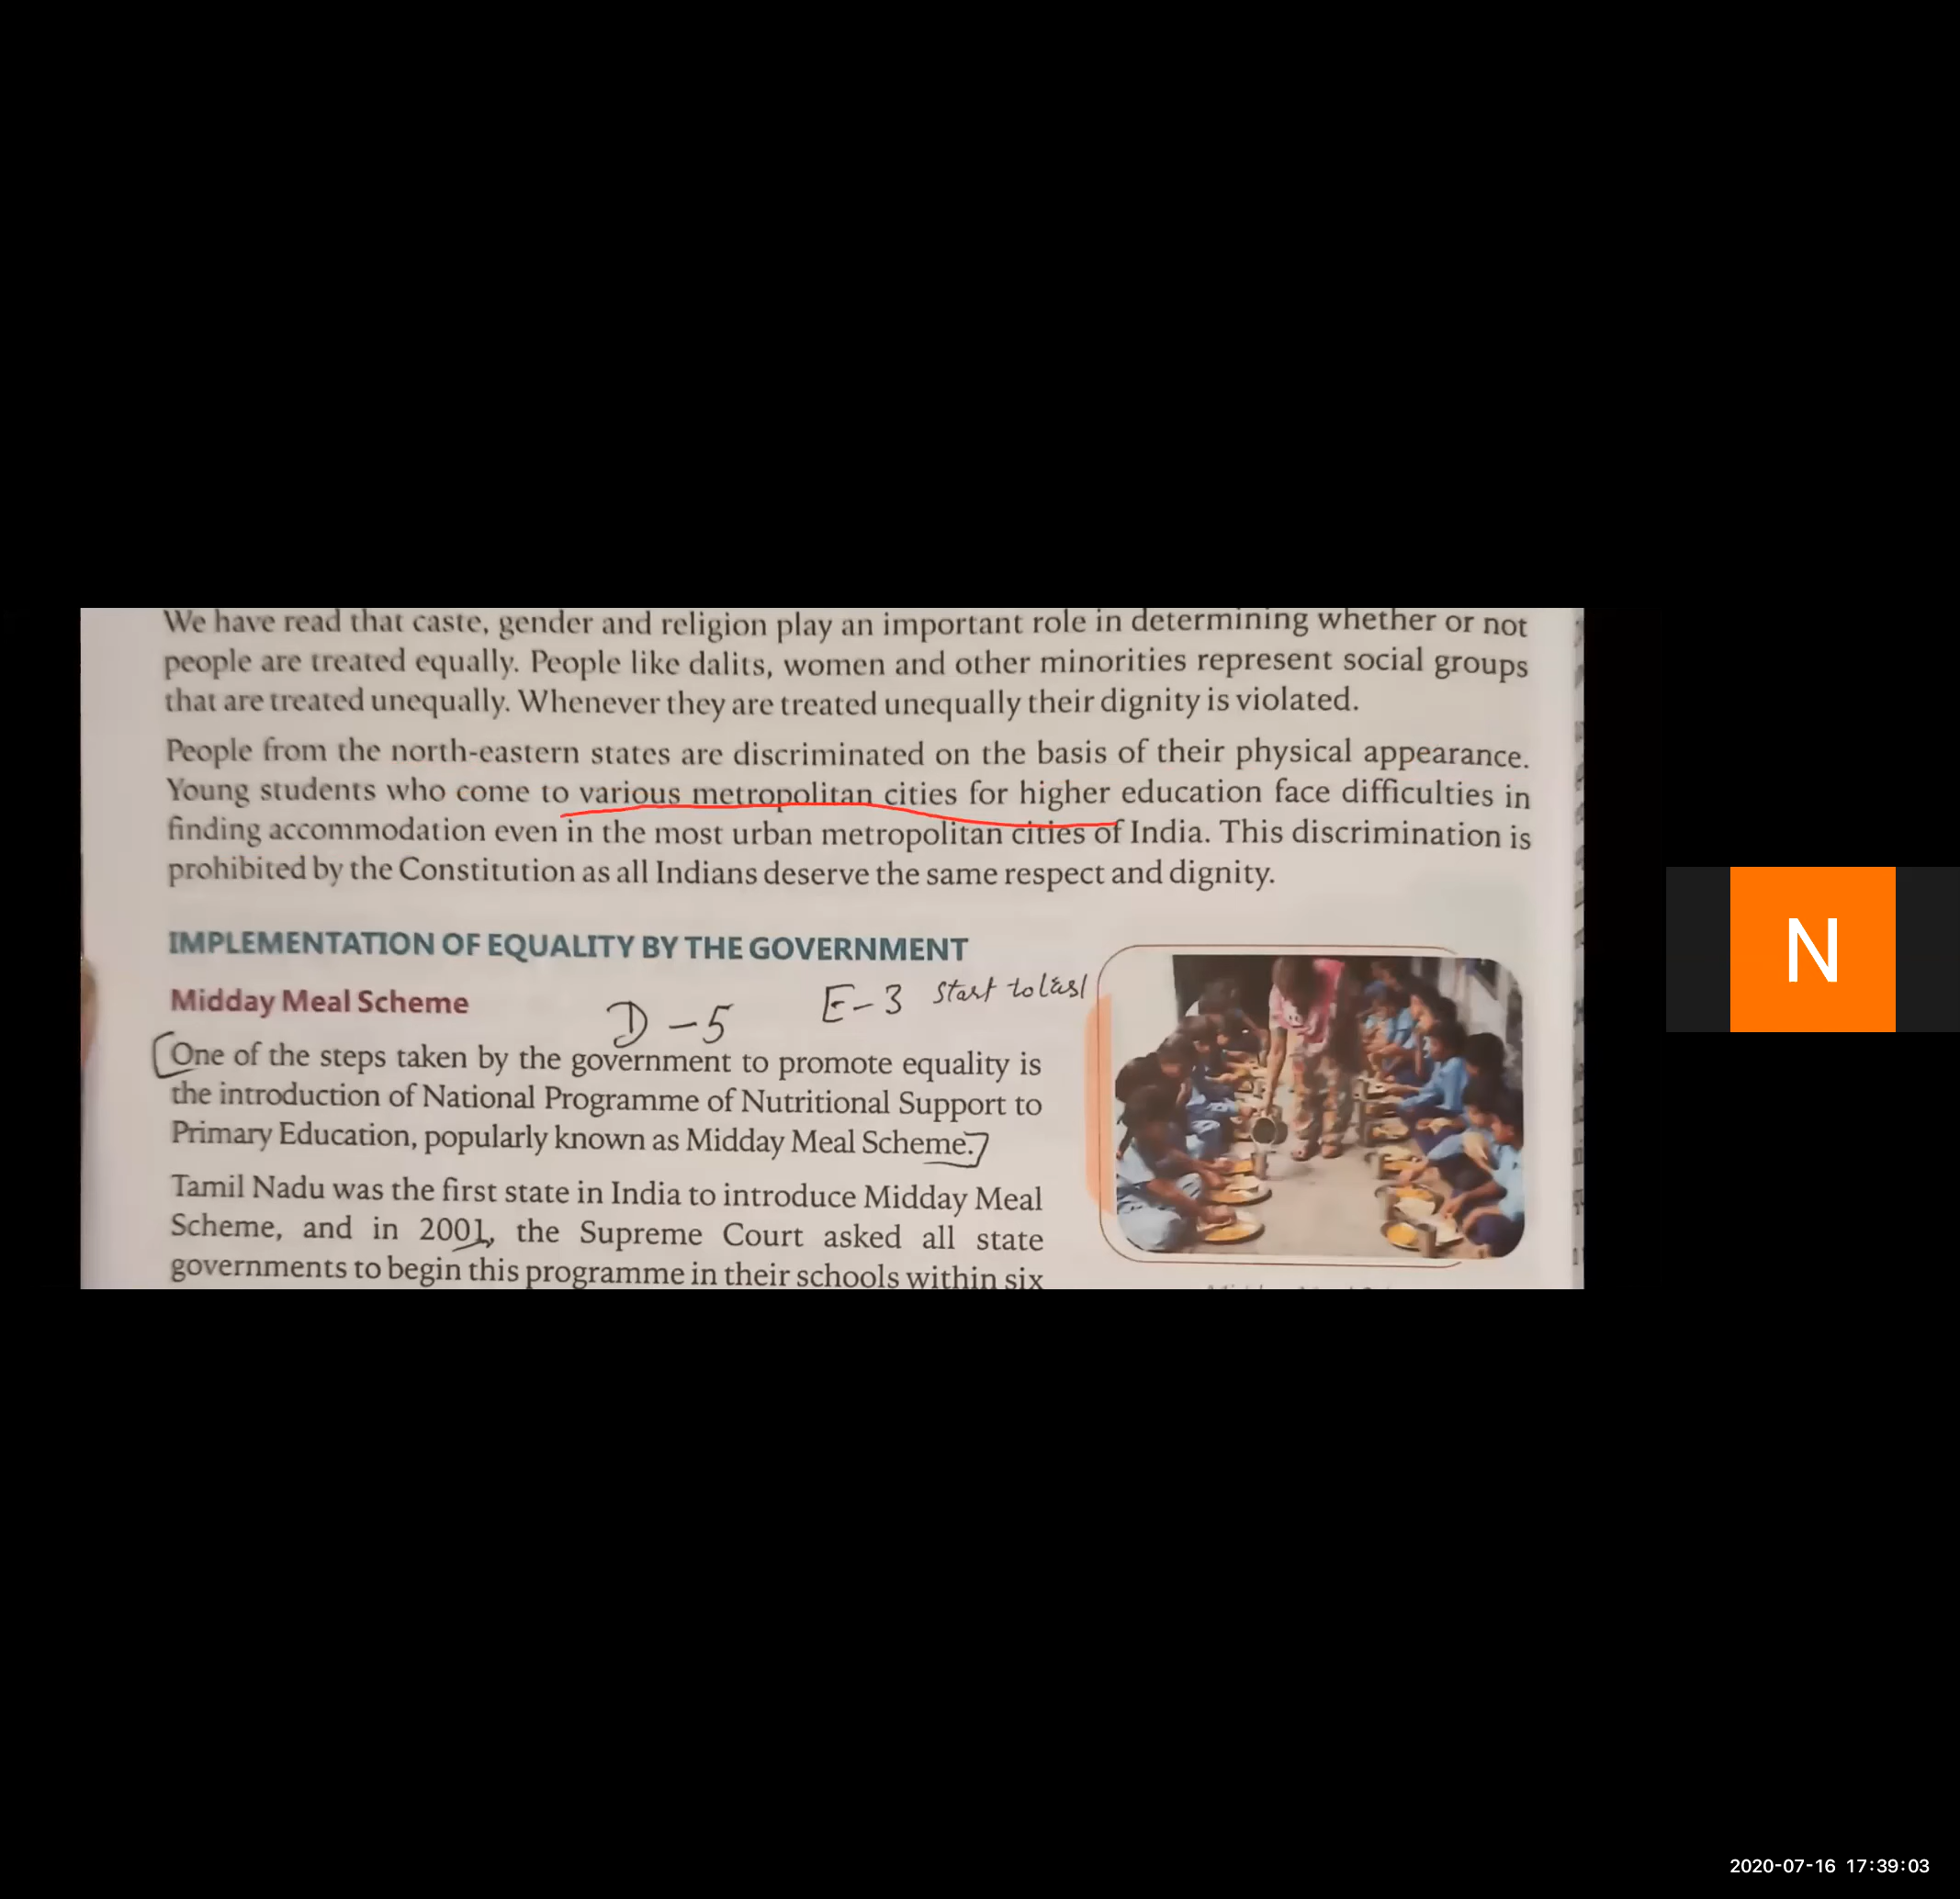 We have read that caste, gender and religion play an important role in determining whether or not
people are treated equally. People like dalits, women and other minorities represent social groups
that are treated unequally. Whenever they are treated unequally their dignity is violated.
People from the north-eastern states are discriminated on the basis of their physical appearance.
Young students who come to various metropolitan cities for higher education face difficulties in
finding accommodation even in the most urban metropolitan cities of India. This discrimination is
prohibited by the Constitution as all Indians deserve the same respect and dignity.
IMPLEMENTATION OF EQUALITY BY THE GOVERNMENT
Midday Meal Scheme
D-5
E-3 Start to last
One of the steps taken by the government to promote equality is
the introduction of National Programme of Nutritional Support to
Primary Education, popularly known as Midday Meal Scheme.
Tamil Nadu was the first state in India to introduce Midday Meal
Scheme, and in 2001, the Supreme Court asked all state
governments to begin this programme in their schools within six
N
2020-07-16 17:39:03